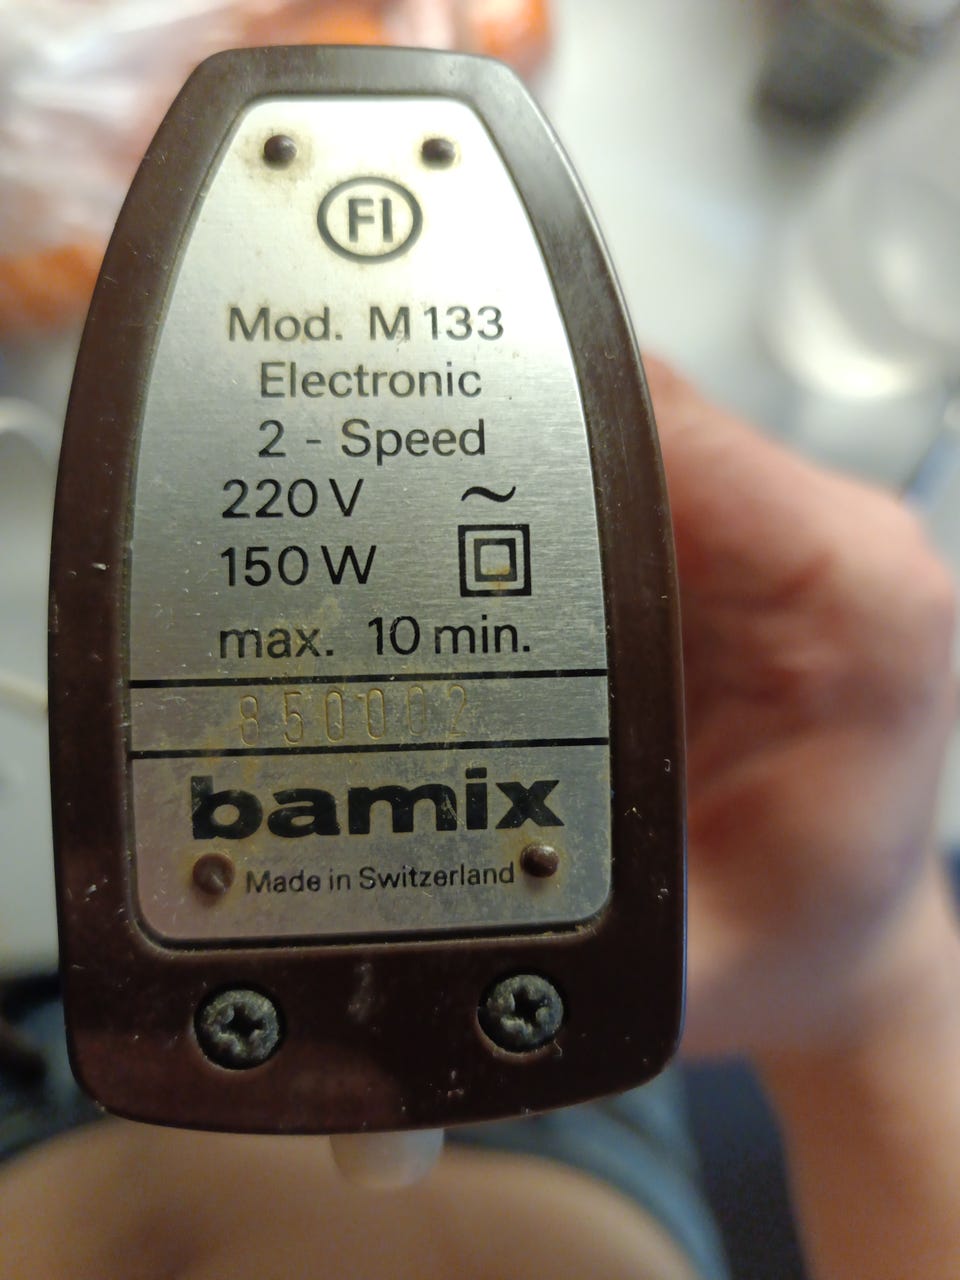 FI
Mod. M 133
Electronic
2 - Speed
220 V ~
150 W
max. 10 min.
850002
bamix
Made in Switzerland